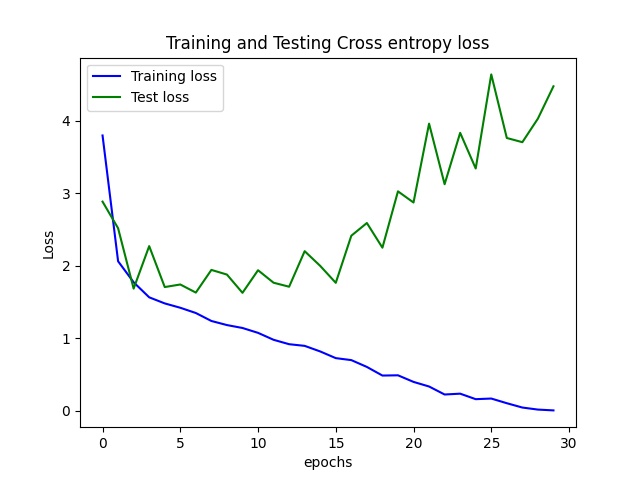 Training and Testing Cross entropy loss
Training loss
Test loss
Loss
4
3
2
1
0
0 5 10 15 20 25 30
epochs